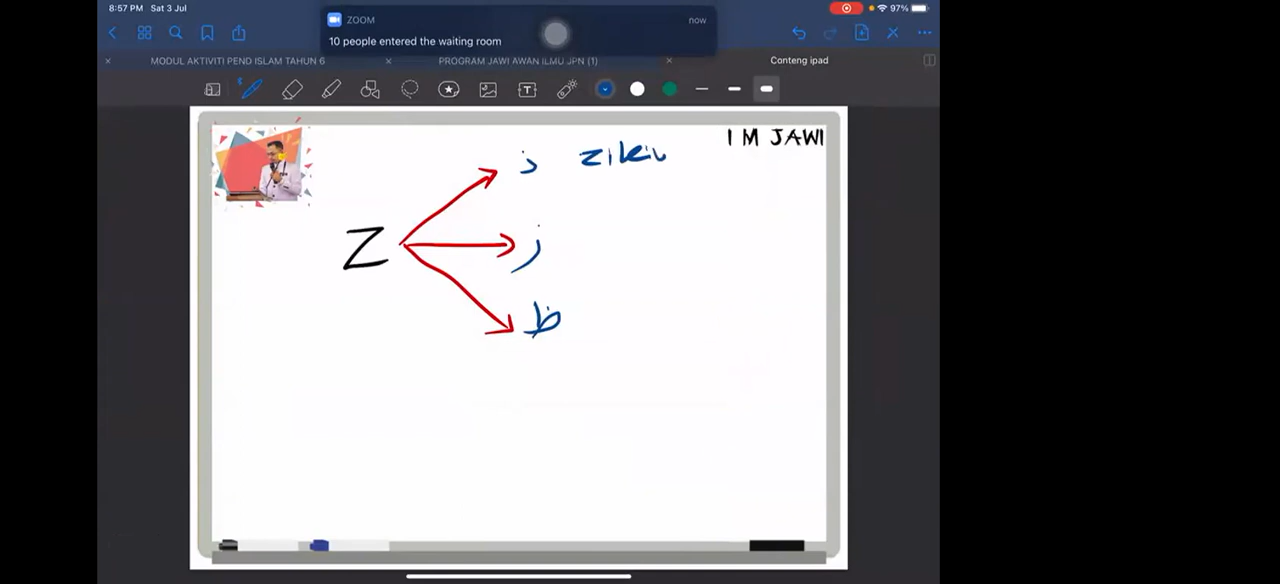 8:57 PM Sat 3 Jul
97%
ZOOM now
10 people entered the waiting room
MODUL AKTIVITI PEND ISLAM TAHUN 6
PROGRAM JAWI AWAN ILMU JPN (1)
Conteng ipad
I M JAWI
ذ
Z
ز
ظ